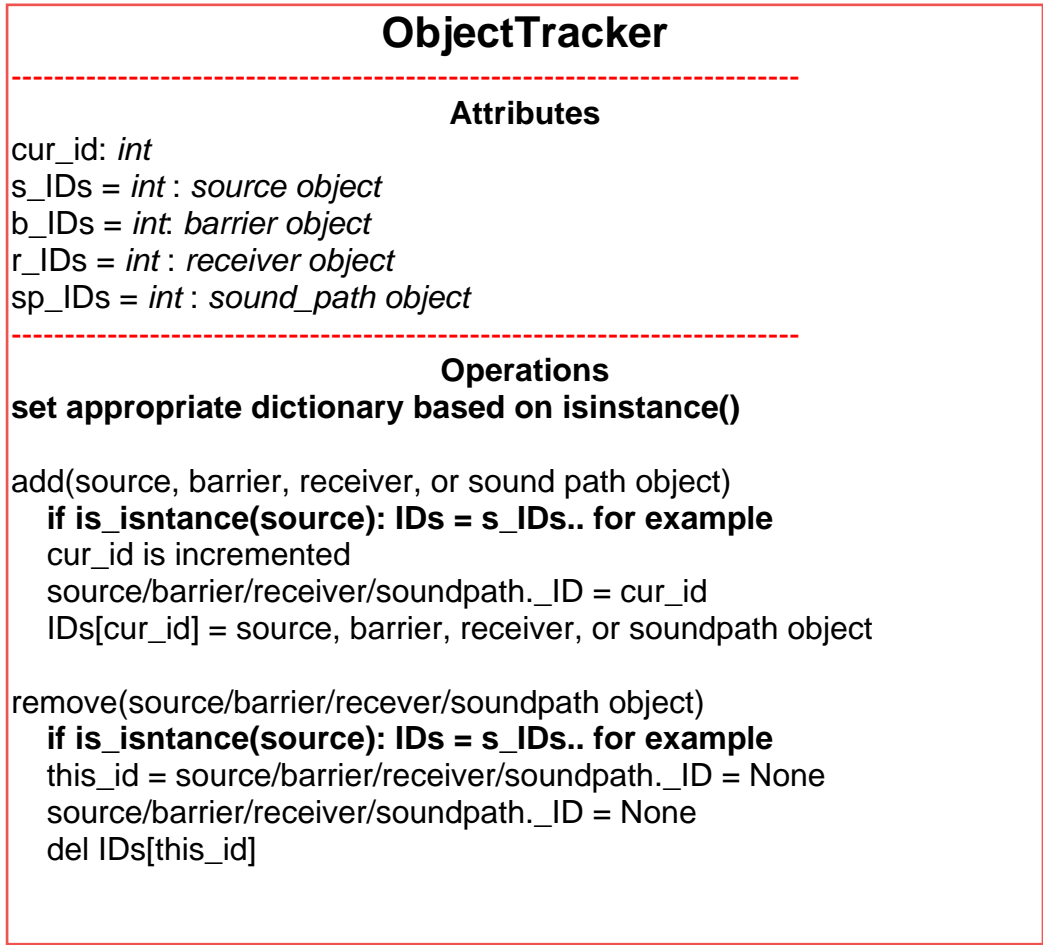 ObjectTracker
--------------------------------------------------------------------------
Attributes
cur_id: int
s_IDs = int : source object
b_IDs = int: barrier object
r_IDs = int : receiver object
sp_IDs = int : sound_path object
--------------------------------------------------------------------------
Operations
set appropriate dictionary based on isinstance()
add(source, barrier, receiver, or sound path object)
if is_isntance(source): IDs = s_IDs.. for example
cur_id is incremented
source/barrier/receiver/soundpath._ID = cur_id
IDs[cur_id] = source, barrier, receiver, or soundpath object
remove(source/barrier/recever/soundpath object)
if is_isntance(source): IDs = s_IDs.. for example
this_id = source/barrier/receiver/soundpath._ID = None
source/barrier/receiver/soundpath._ID = None
del IDs[this_id]